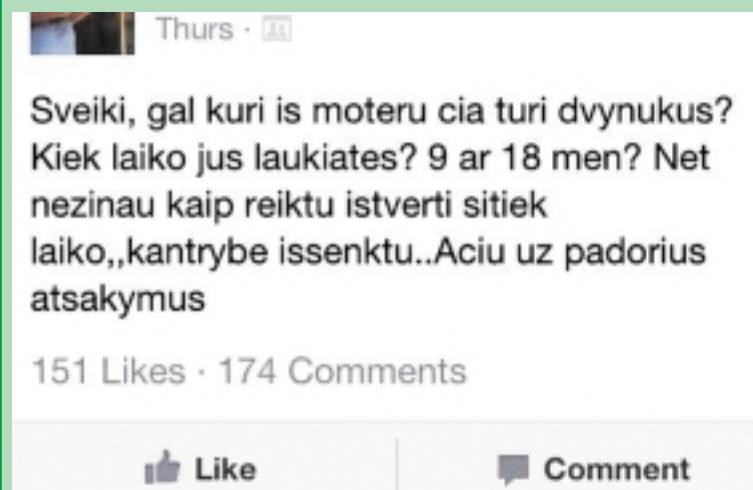 Thurs ·
Sveiki, gal kuri is moteru cia turi dvynukus?
Kiek laiko jus laukiates? 9 ar 18 men? Net
nezinau kaip reiktu istverti sitiek
laiko,,kantrybe issenktu..Aciu uz padorius
atsakymus
151 Likes · 174 Comments
Like Comment